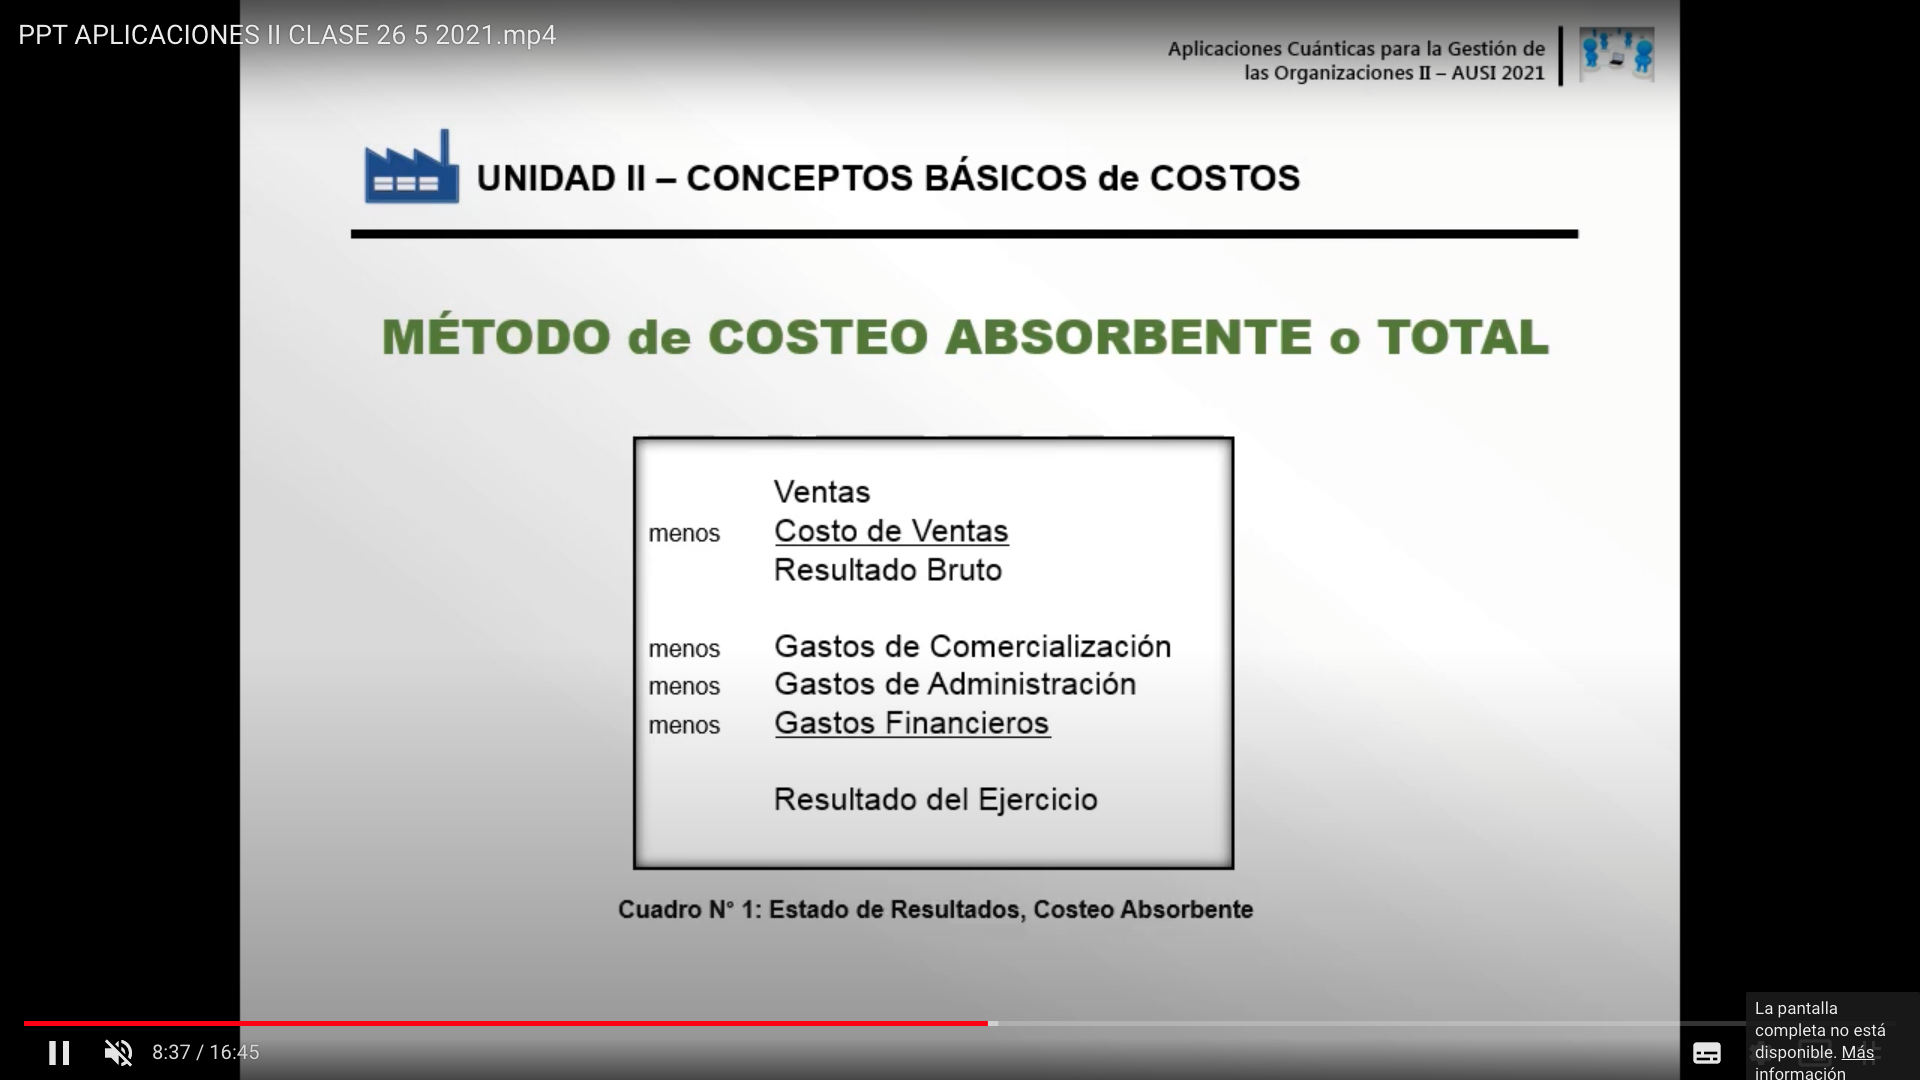 PPT APLICACIONES II CLASE 26 5 2021.mp4
Aplicaciones Cuánticas para la Gestión de
las Organizaciones II – AUSI 2021
UNIDAD II – CONCEPTOS BÁSICOS de COSTOS
MÉTODO de COSTEO ABSORBENTE o TOTAL
Ventas
menos Costo de Ventas
Resultado Bruto
menos Gastos de Comercialización
menos Gastos de Administración
menos Gastos Financieros
Resultado del Ejercicio
Cuadro N° 1: Estado de Resultados, Costeo Absorbente
8:37 / 16:45
La pantalla
completa no está
disponible. Más
información